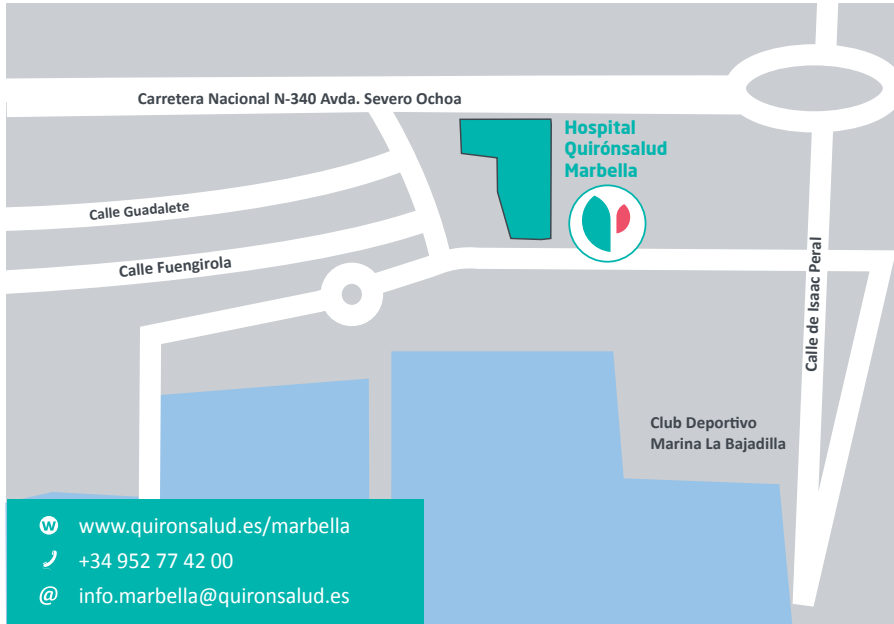 Carretera Nacional N-340 Avda. Severo Ochoa
Hospital
Quirónsalud
Marbella
Calle Guadalete
Calle Fuengirola
Calle de Isaac Peral
Club Deportivo
Marina La Bajadilla
w www.quironsalud.es/marbella
+34 952 77 42 00
@ info.marbella@quironsalud.es